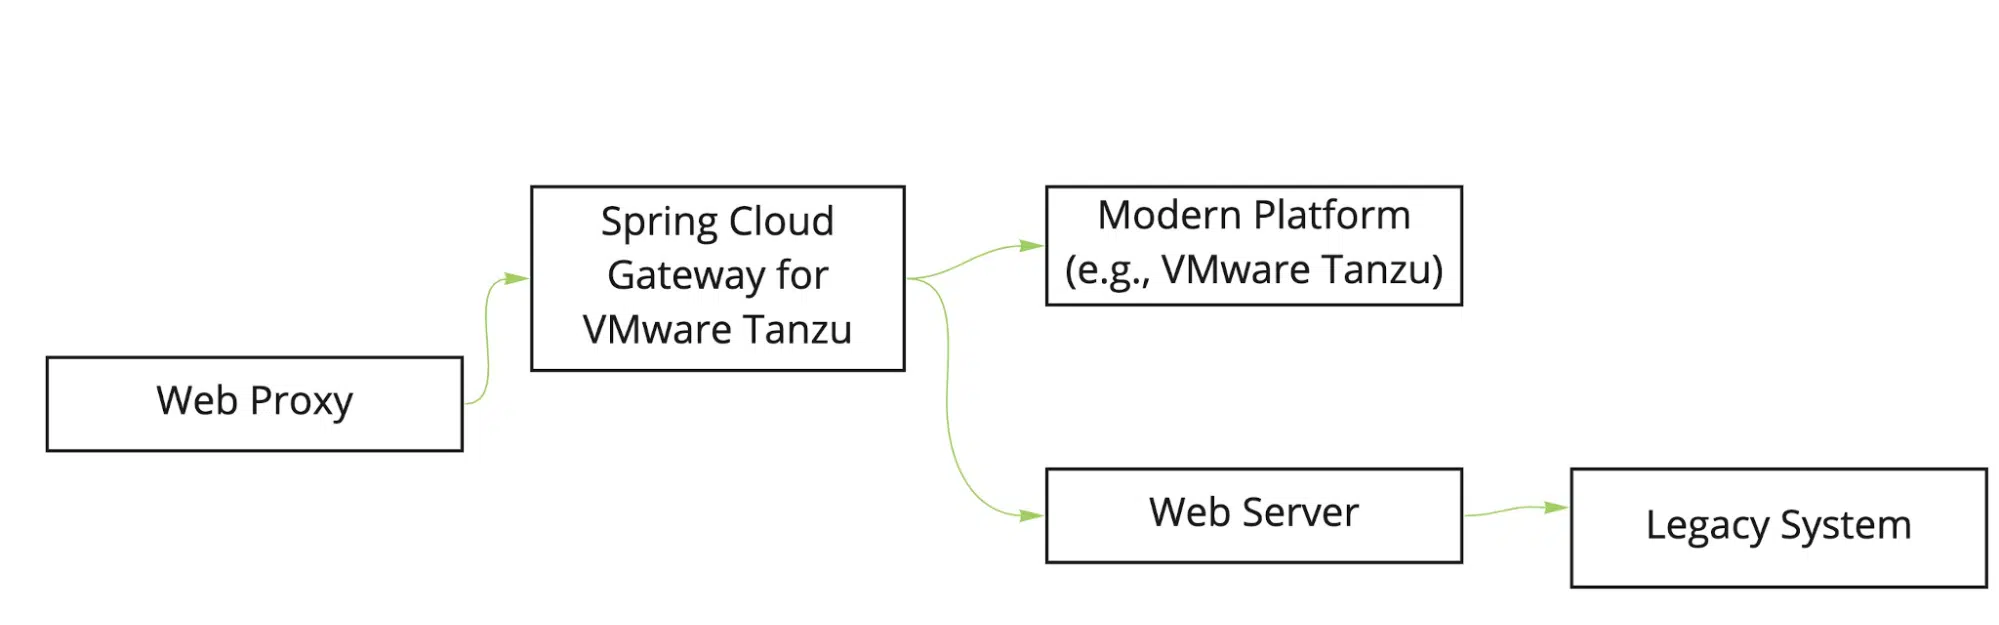 Spring Cloud
Gateway for
VMware Tanzu
Modern Platform
(e.g., VMware Tanzu)
Web Proxy
Web Server
Legacy System